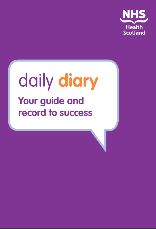 NHS
Health
Scotland
daily diary
Your guide and
record to success